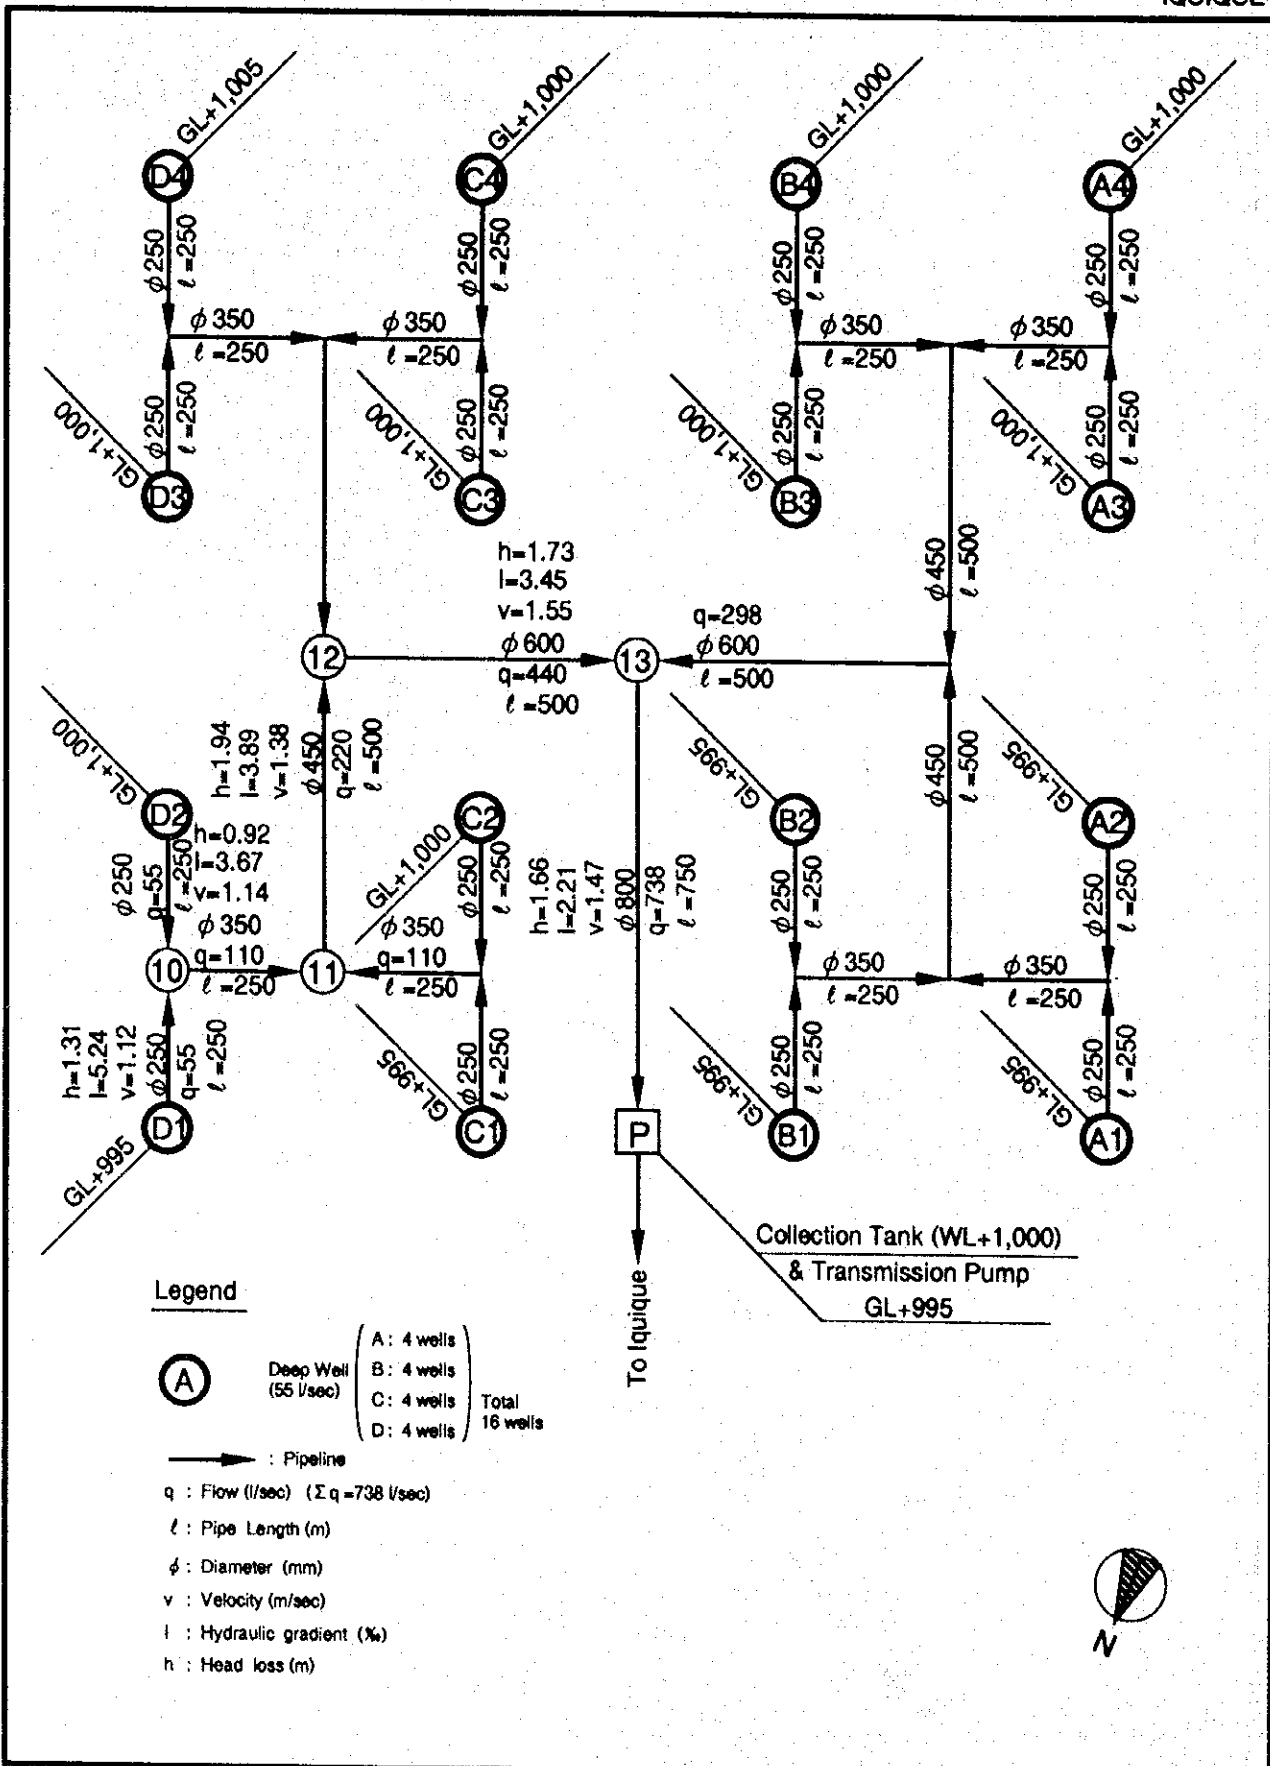 GL+1,005
GL+1,000
GL+1,000
GL+1,000
D4
C4
B4
A4
φ250
ℓ=250
φ250
ℓ=250
φ250
ℓ=250
φ250
ℓ=250
φ350
ℓ=250
φ350
ℓ=250
φ350
ℓ=250
φ350
ℓ=250
GL+1,000
φ250
ℓ=250
GL+1,000
φ250
ℓ=250
GL+1,000
φ250
ℓ=250
GL+1,000
φ250
ℓ=250
D3
C3
B3
A3
h=1.73
I=3.45
v=1.55
φ600
q=440
ℓ=500
q=298
φ600
ℓ=500
φ450
ℓ=500
12
13
GL+1,000
h=1.94
I=3.89
v=1.38
φ450
q=220
ℓ=500
GL+995
φ450
ℓ=500
GL+995
D2
C2
B2
A2
φ250
q=55
ℓ=250
h=0.92
I=3.67
v=1.14
φ350
q=110
ℓ=250
GL+1,000
φ250
ℓ=250
φ350
q=110
ℓ=250
h=1.66
I=2.21
v=1.47
φ800
q=738
ℓ=750
φ250
ℓ=250
φ250
ℓ=250
φ350
ℓ=250
φ350
ℓ=250
10
11
h=1.31
I=5.24
v=1.12
φ250
q=55
ℓ=250
GL+995
φ250
ℓ=250
GL+995
φ250
ℓ=250
GL+995
φ250
ℓ=250
D1
C1
P
B1
A1
GL+995
Collection Tank (WL+1,000)
& Transmission Pump
GL+995
To Iquique
Legend
A
Deep Well
(55 l/sec)
A: 4 wells
B: 4 wells
C: 4 wells
D: 4 wells
Total
16 wells
: Pipeline
q : Flow (l/sec) (Σq=738 l/sec)
ℓ : Pipe Length (m)
φ : Diameter (mm)
v : Velocity (m/sec)
I : Hydraulic gradient (‰)
h : Head loss (m)
N